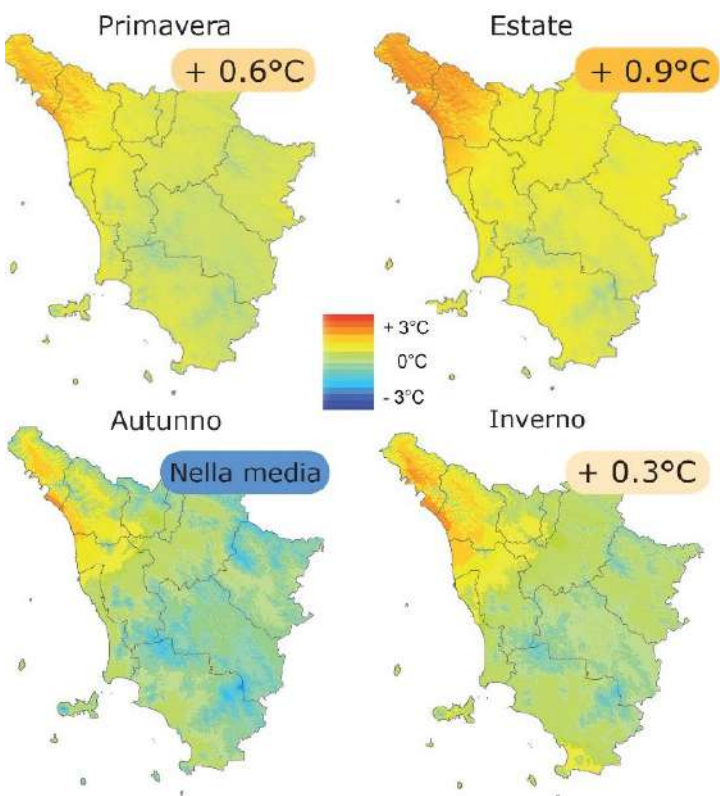 Primavera
+ 0.6°C
Estate
+ 0.9°C
+ 3°C
0°C
- 3°C
Autunno
Nella media
Inverno
+ 0.3°C